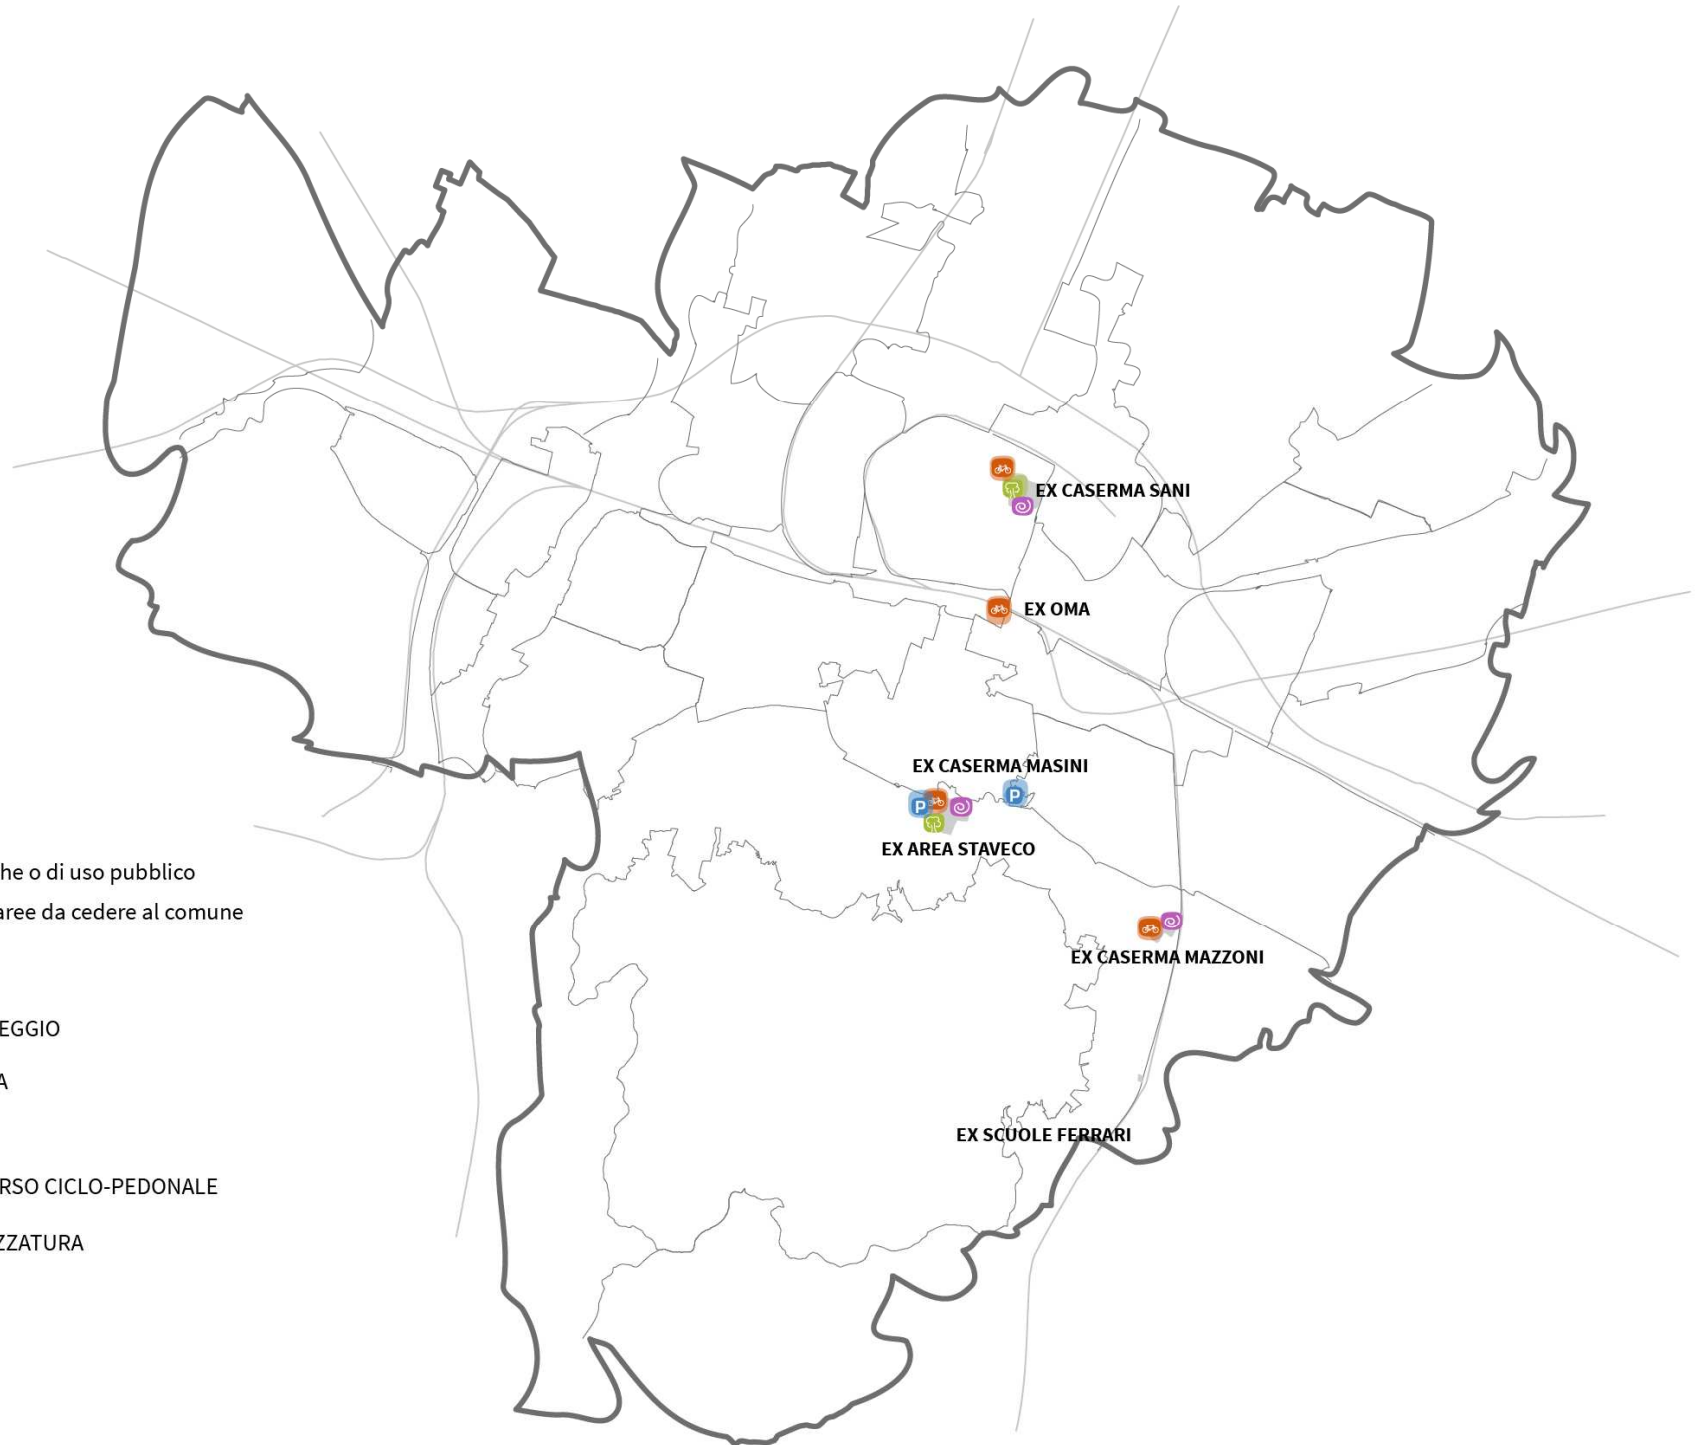 EX CASERMA SANI
EX OMA
EX CASERMA MASINI
P
P
EX AREA STAVECO
he o di uso pubblico
aree da cedere al comune
EX CASERMA MAZZONI
EGGIO
A
EX SCUOLE FERRARI
RSO CICLO-PEDONALE
ZZATURA